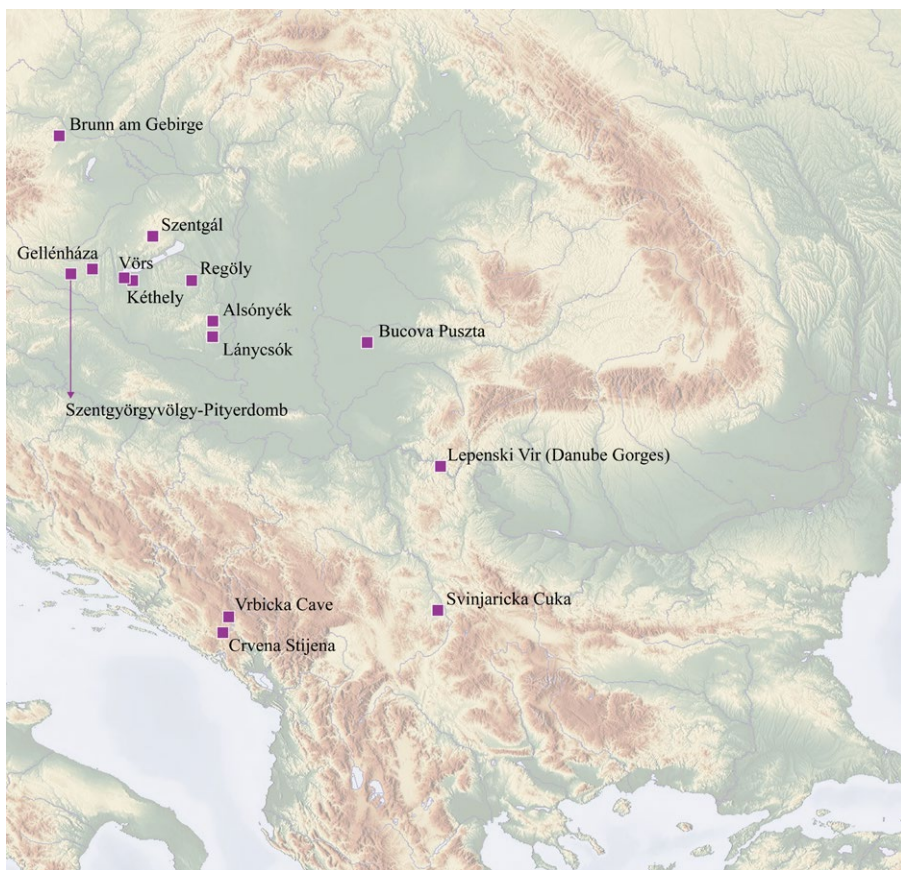 Brunn am Gebirge
Szentgál
Gellénháza
Vörs
Regöly
Kéthely
Alsónyék
Bucova Puszta
Lánycsók
Szentgyörgyvölgy-Pityerdomb
Lepenski Vir (Danube Gorges)
Svinjaricka Cuka
Vrbicka Cave
Crvena Stijena